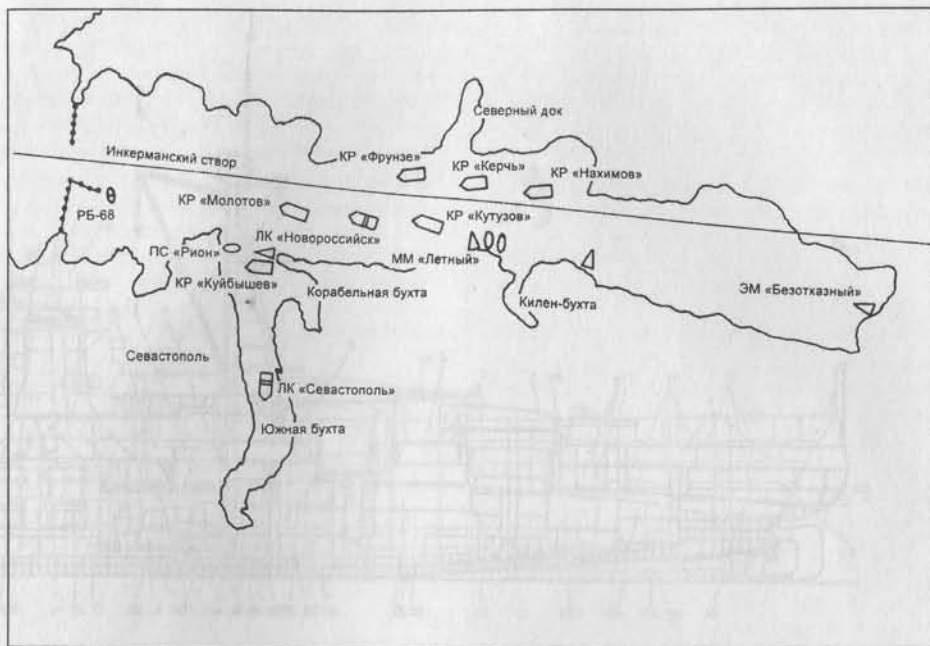 Северный док
Инкерманский створ
КР «Фрунзе»
КР «Керчь»
КР «Нахимов»
КР «Молотов»
РБ-68
КР «Кутузов»
ПС «Рион»
ЛК «Новороссийск»
ММ «Летный»
КР «Куйбышев»
Корабельная бухта
Килен-бухта
ЭМ «Безотказный»
Севастополь
ЛК «Севастополь»
Южная бухта